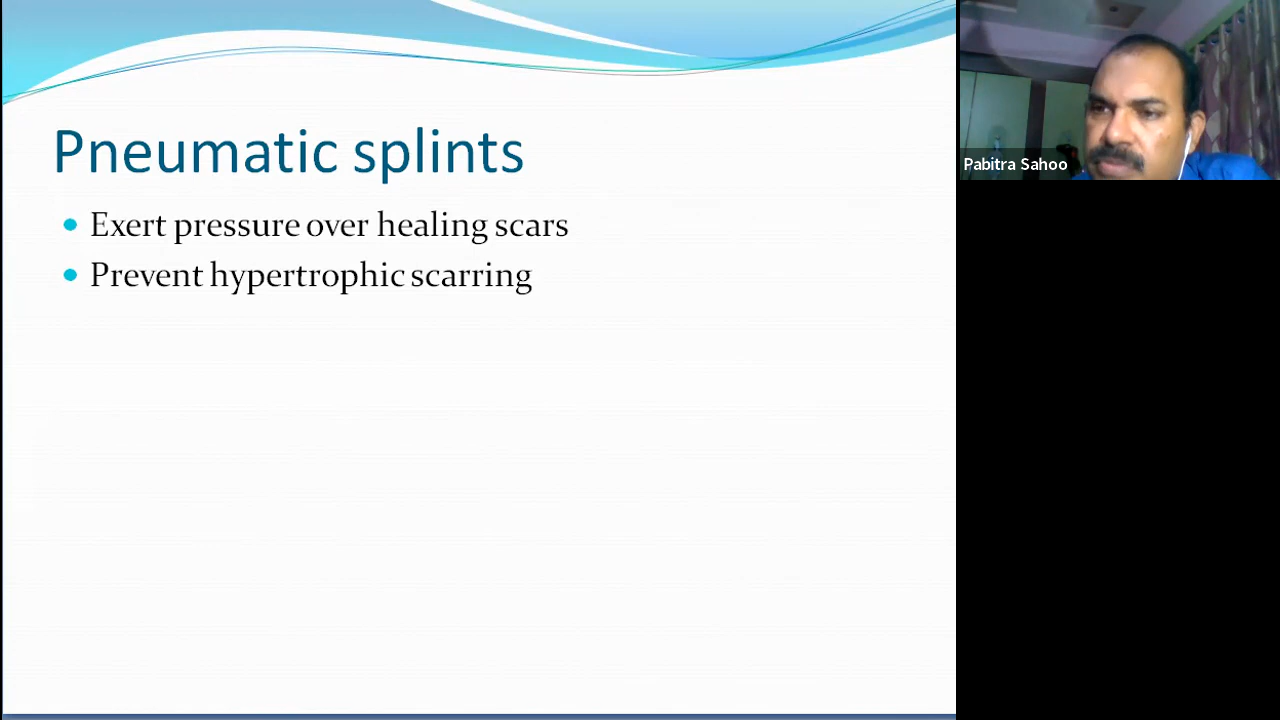 Pneumatic splints
Exert pressure over healing scars
Prevent hypertrophic scarring
Pabitra Sahoo